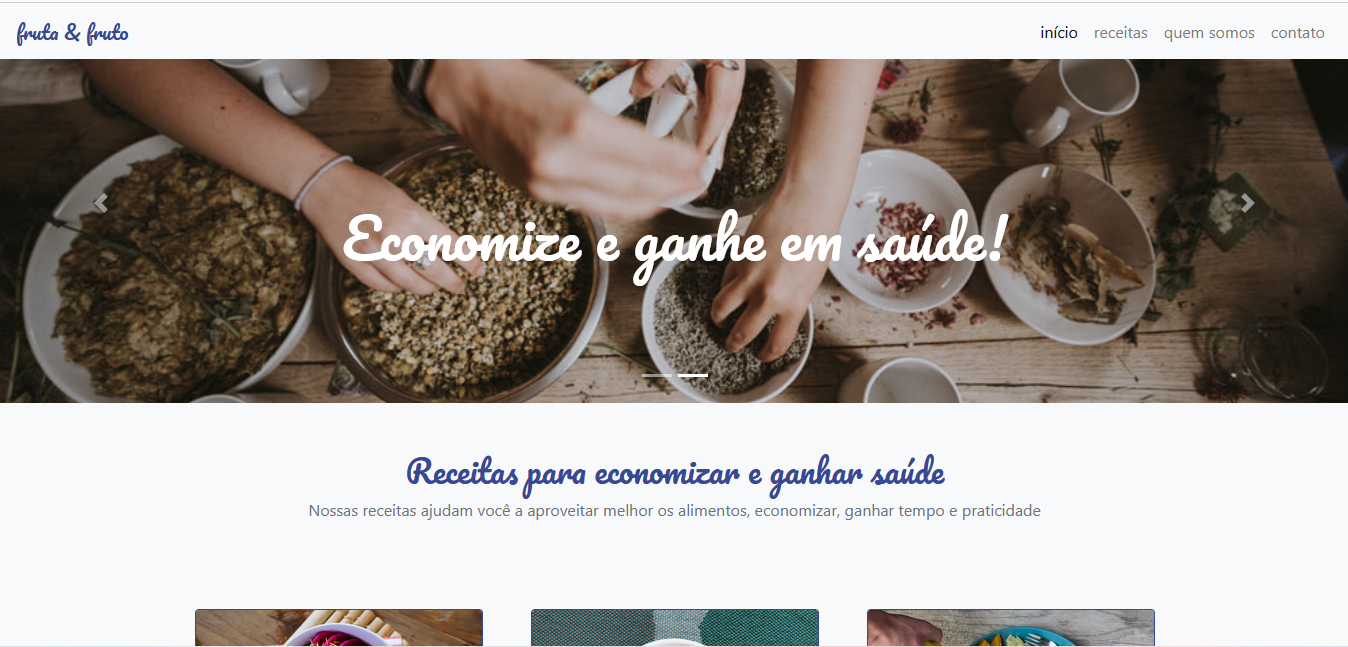 fruta & fruto
início receitas quem somos contato
Economize e ganhe em saúde!
Receitas para economizar e ganhar saúde
Nossas receitas ajudam você a aproveitar melhor os alimentos, economizar, ganhar tempo e praticidade